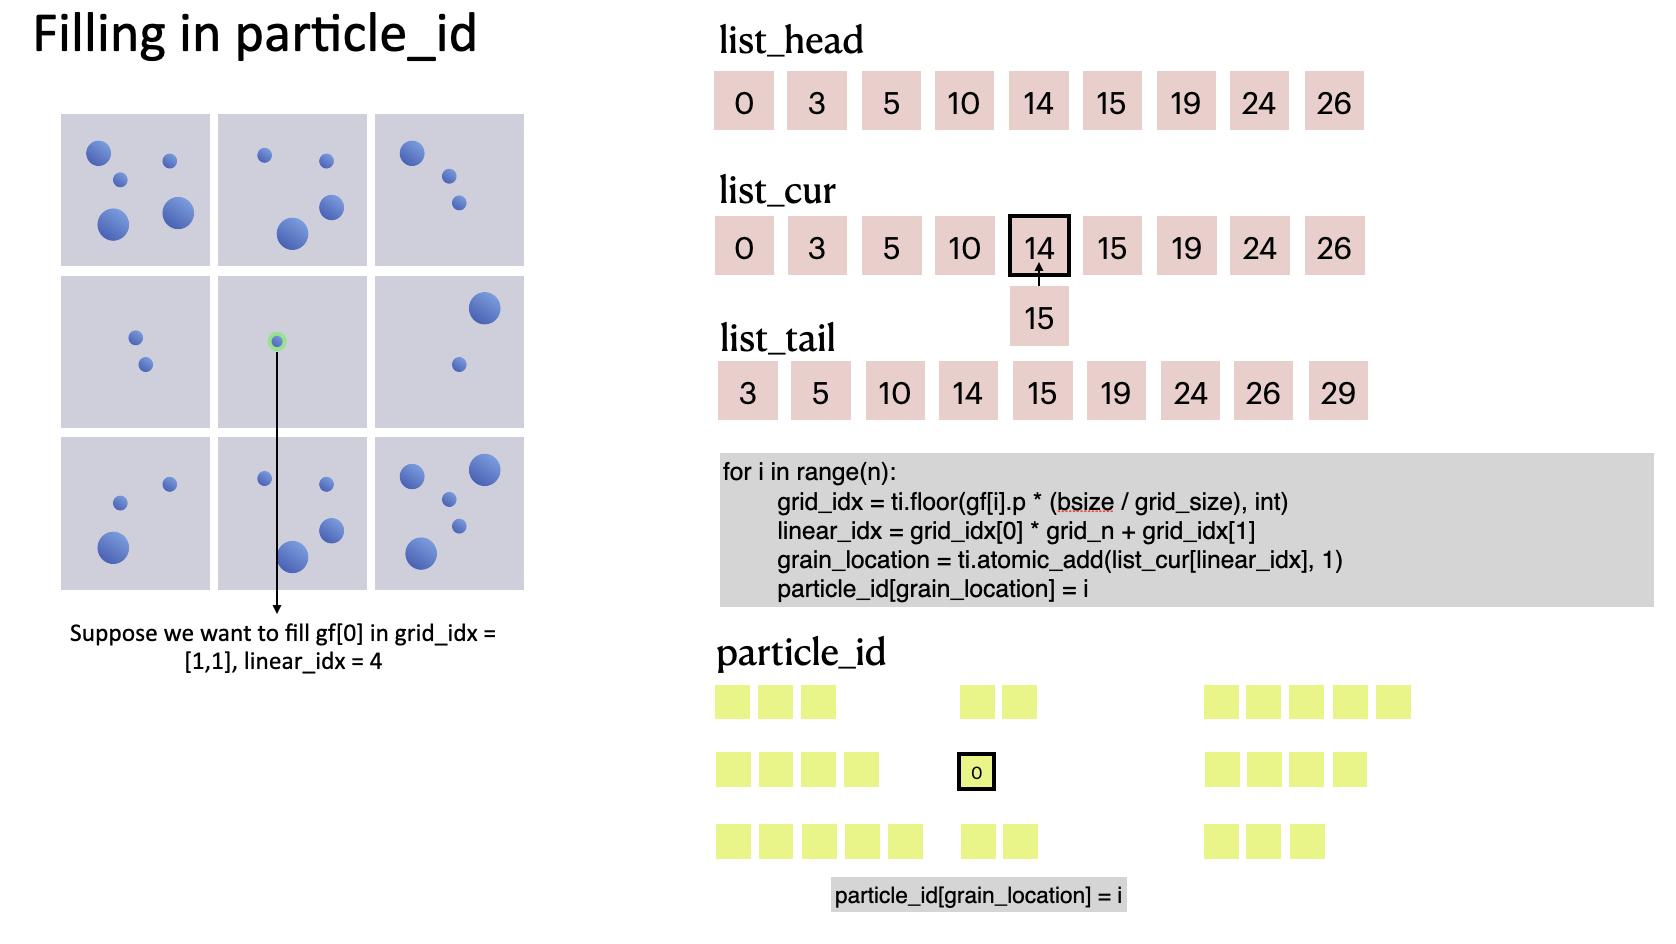 Filling in particle_id
Suppose we want to fill gf[0] in grid_idx =
[1,1], linear_idx = 4
list_head
0 3 5 10 14 15 19 24 26
list_cur
0 3 5 10 14 15 19 24 26
15
list_tail
3 5 10 14 15 19 24 26 29
for i in range(n):
grid_idx = ti.floor(gf[i].p * (bsize / grid_size), int)
linear_idx = grid_idx[0] * grid_n + grid_idx[1]
grain_location = ti.atomic_add(list_cur[linear_idx], 1)
particle_id[grain_location] = i
particle_id
0
particle_id[grain_location] = i